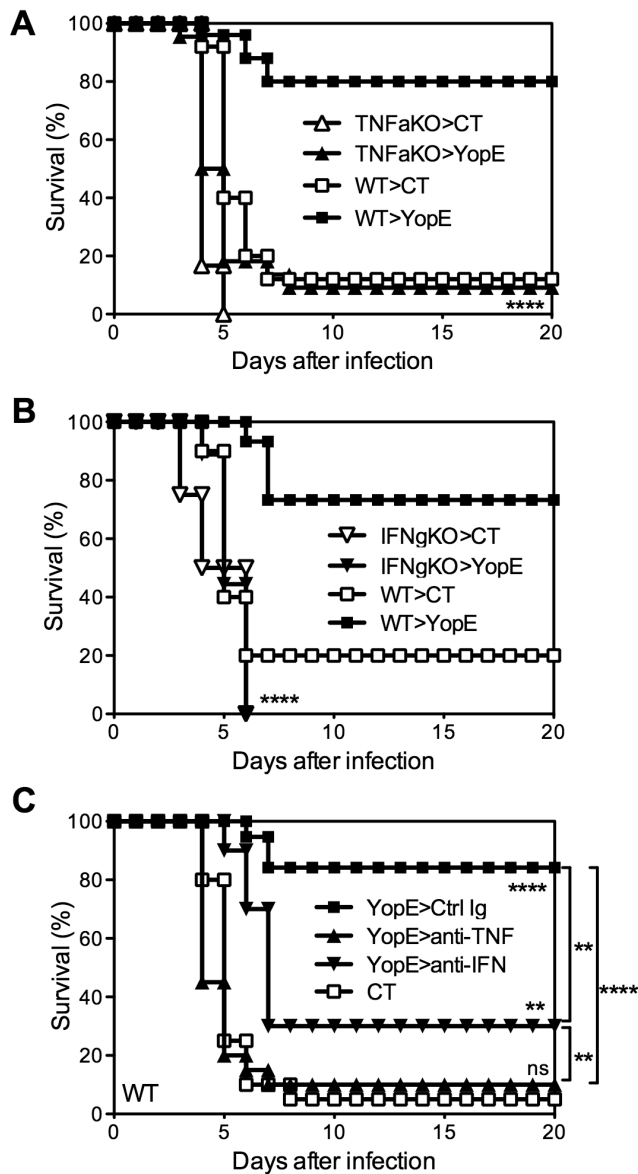 A
Survival (%)
100
80
60
40
20
0
TNFaKO>CT
TNFaKO>YopE
WT>CT
WT>YopE
****
0 5 10 15 20
Days after infection
B
Survival (%)
100
80
60
40
20
0
IFNgKO>CT
IFNgKO>YopE
WT>CT
WT>YopE
****
0 5 10 15 20
Days after infection
C
Survival (%)
100
80
60
40
20
0
****
YopE>Ctrl Ig
YopE>anti-TNF
YopE>anti-IFN
CT
**
**
****
**
ns
WT
0 5 10 15 20
Days after infection